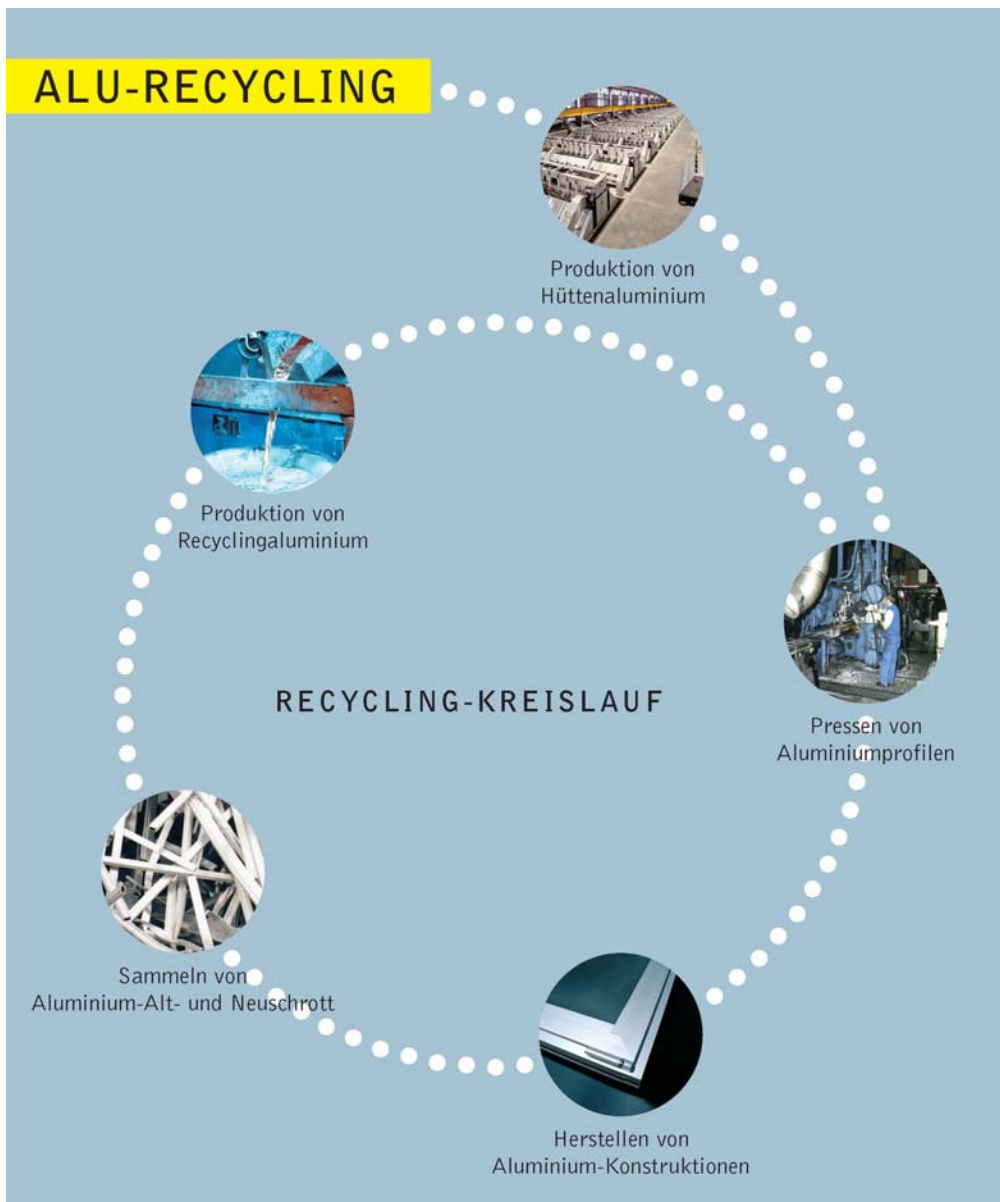 ALU-RECYCLING
Produktion von
Hüttenaluminium
Produktion von
Recyclingaluminium
RECYCLING-KREISLAUF
Pressen von
Aluminiumprofilen
Sammeln von
Aluminium-Alt- und Neuschrott
Herstellen von
Aluminium-Konstruktionen